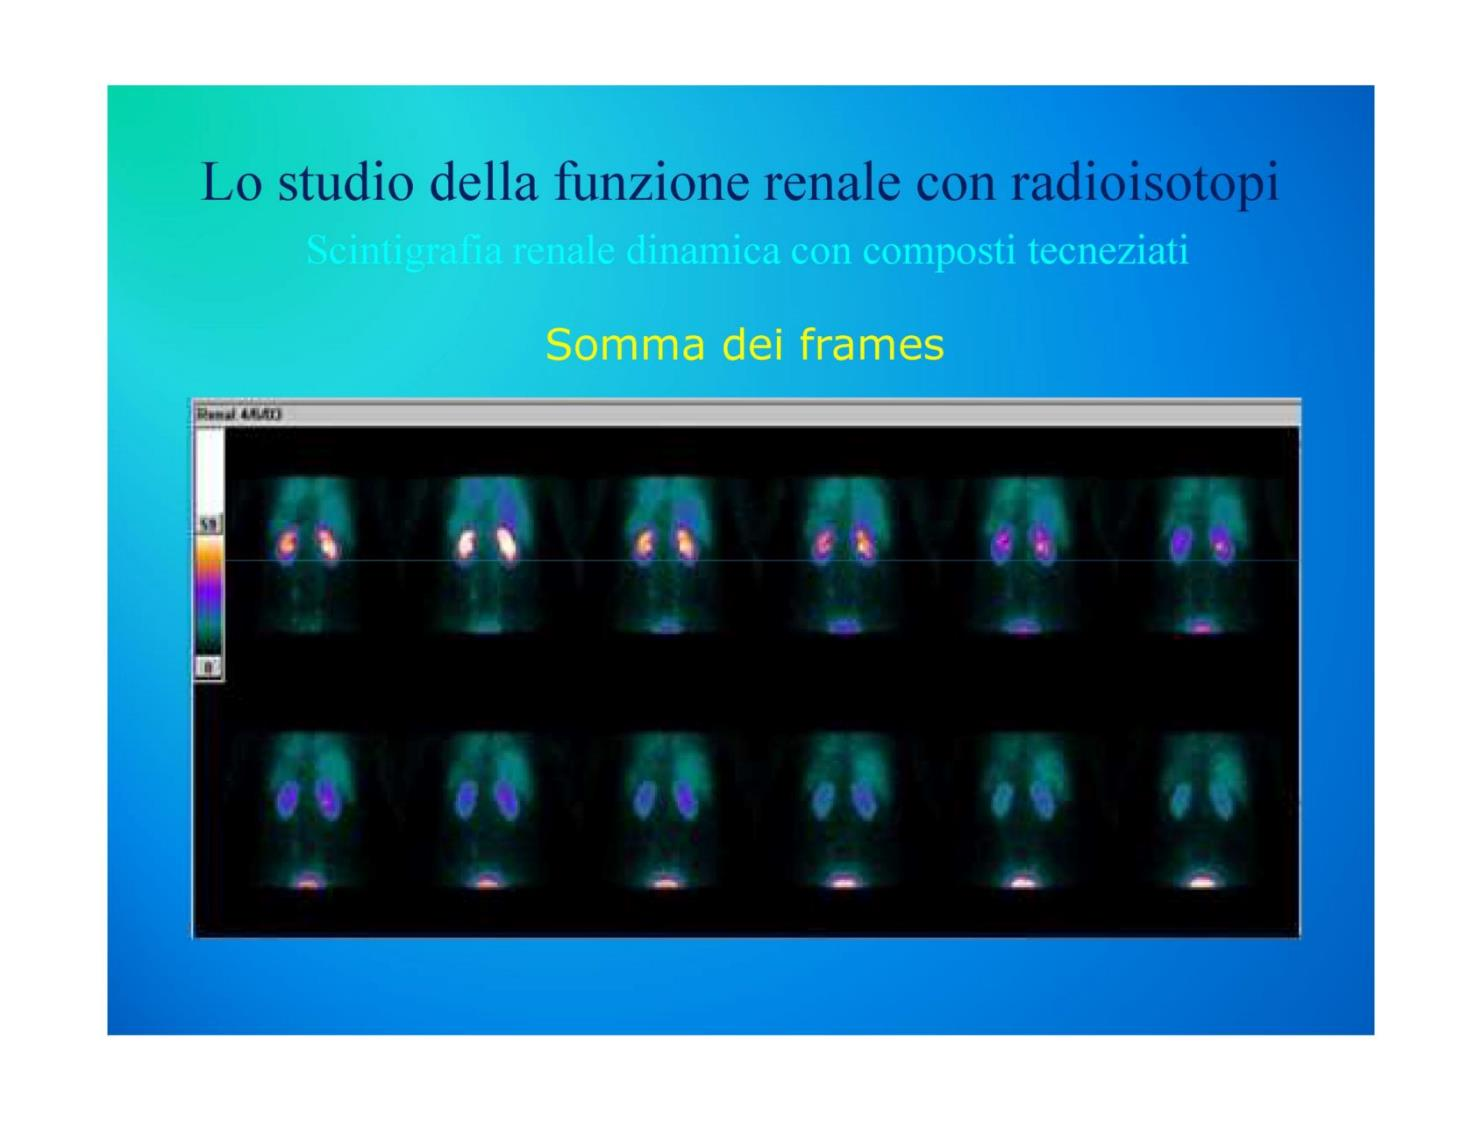 Lo studio della funzione renale con radioisotopi
Scintigrafia renale dinamica con composti tecneziati
Somma dei frames
Renal
59
0